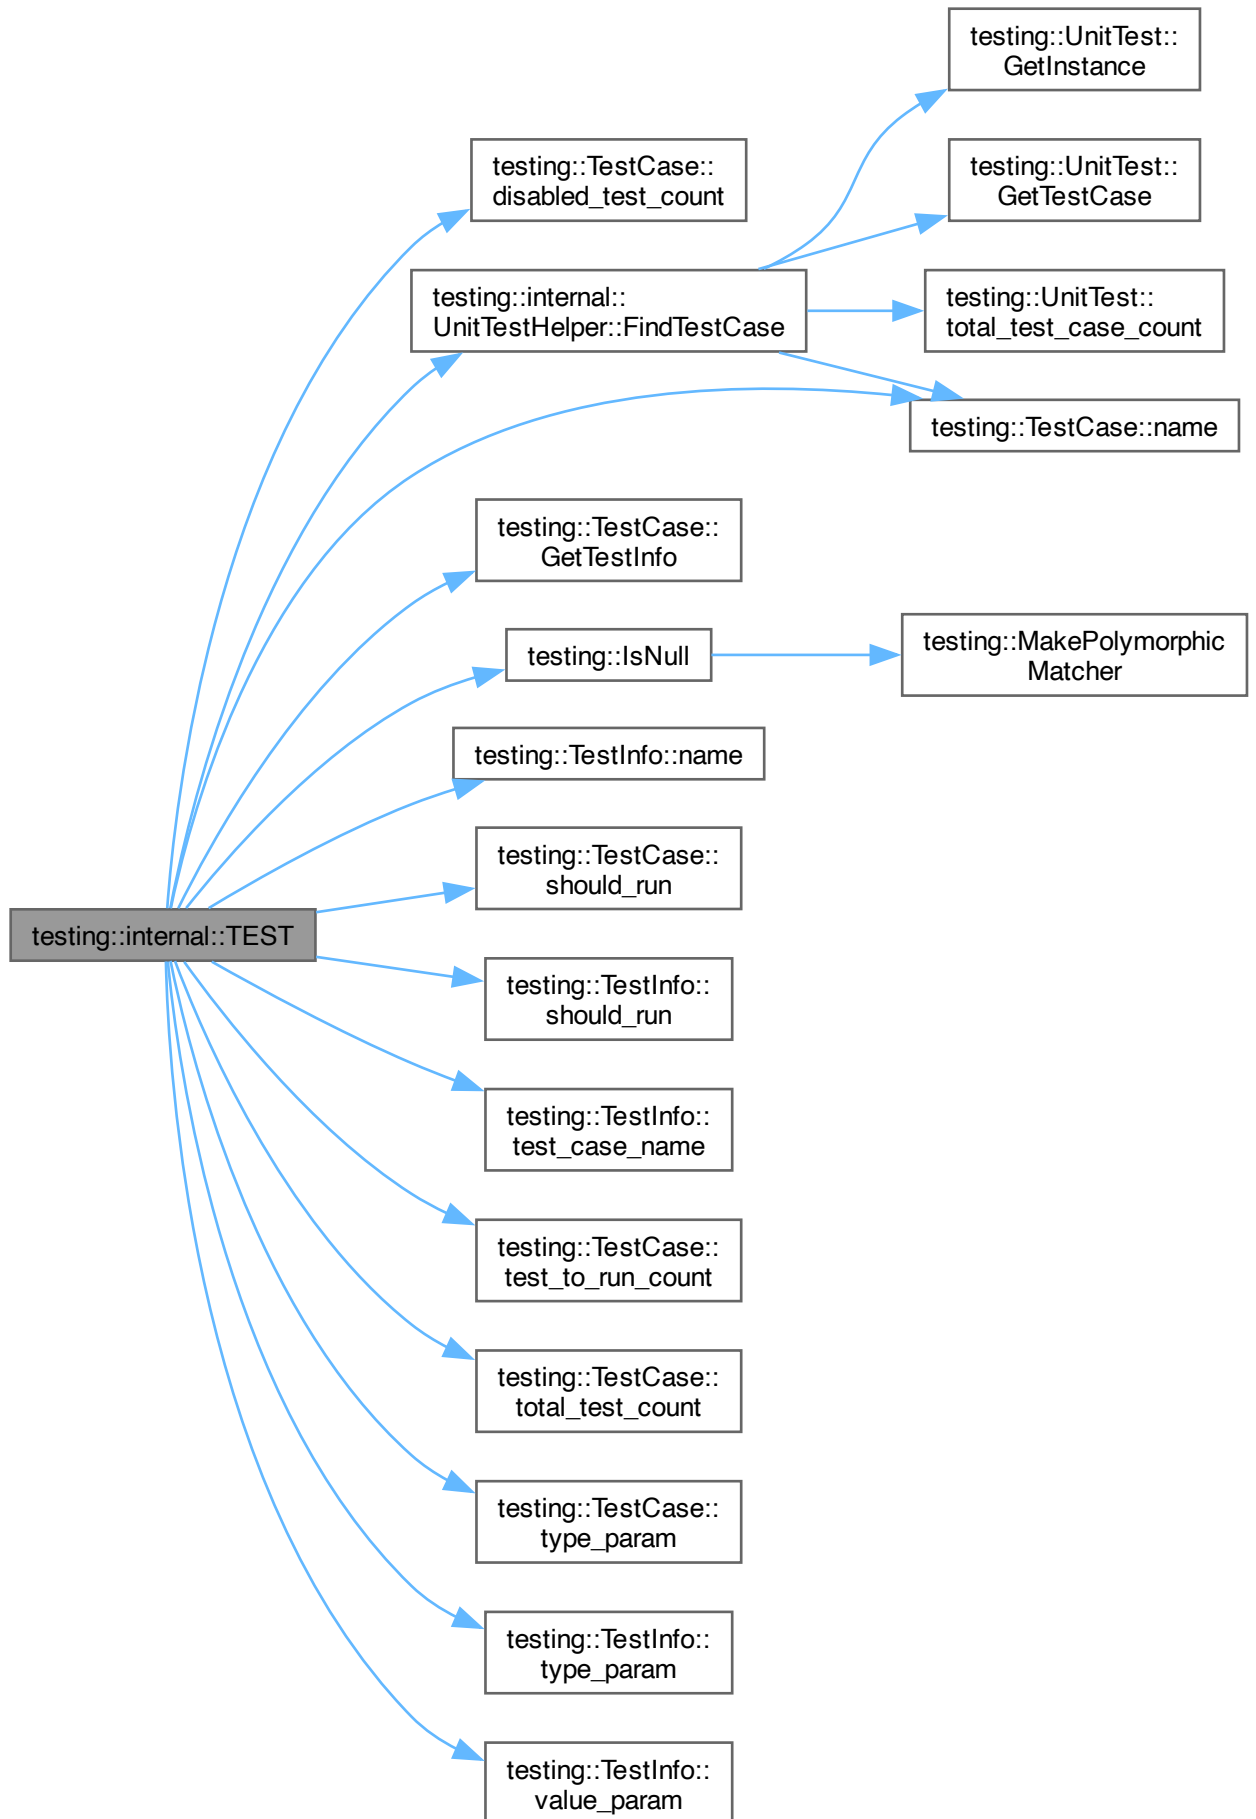 testing::UnitTest::
GetInstance
testing::TestCase::
disabled_test_count
testing::UnitTest::
GetTestCase
testing::internal::
UnitTestHelper::FindTestCase
testing::UnitTest::
total_test_case_count
testing::TestCase::name
testing::TestCase::
GetTestInfo
testing::IsNull
testing::MakePolymorphic
Matcher
testing::TestInfo::name
testing::TestCase::
should_run
testing::internal::TEST
testing::TestInfo::
should_run
testing::TestInfo::
test_case_name
testing::TestCase::
test_to_run_count
testing::TestCase::
total_test_count
testing::TestCase::
type_param
testing::TestInfo::
type_param
testing::TestInfo::
value_param